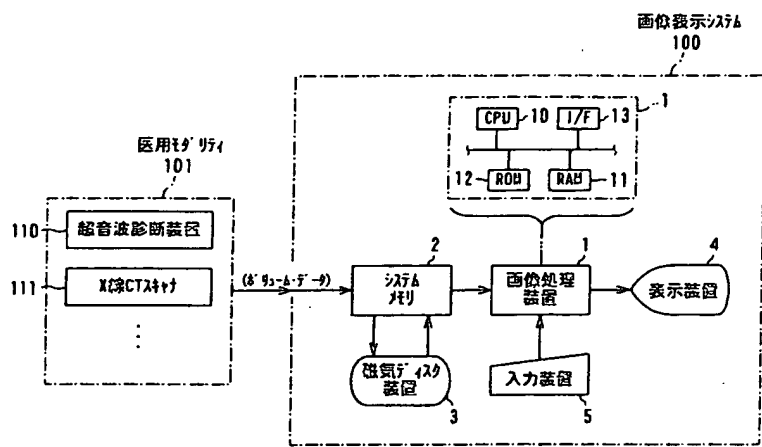 画像表示システム
100
1
CPU 10 I/F 13
12 ROM RAM 11
医用モダリティ
101
110 超音波診断装置
111 X線CTスキャナ
(ボリューム・データ)
2
システム
メモリ
1
画像処理
装置
4
表示装置
磁気ディスク
装置
3
入力装置
5